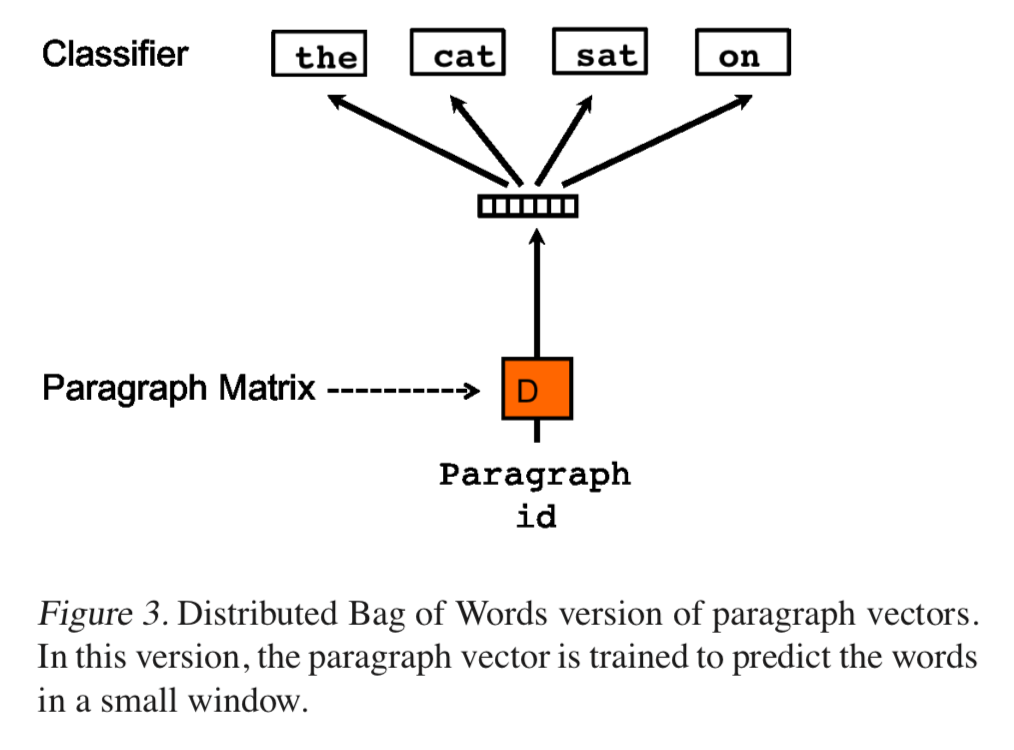 Classifier the cat sat on
Paragraph Matrix D
Paragraph
id
Figure 3. Distributed Bag of Words version of paragraph vectors.
In this version, the paragraph vector is trained to predict the words
in a small window.